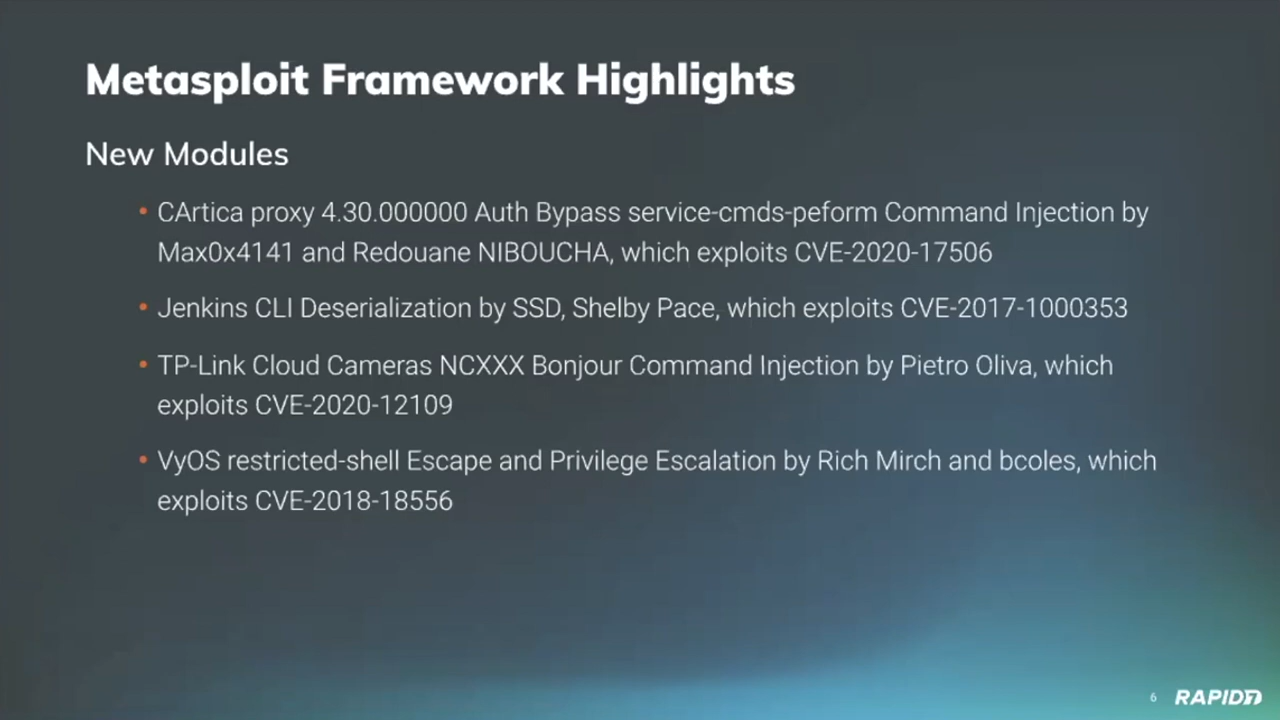 Metasploit Framework Highlights
New Modules
• CArtica proxy 4.30.000000 Auth Bypass service-cmds-peform Command Injection by
Max0x4141 and Redouane NIBOUCHA, which exploits CVE-2020-17506
• Jenkins CLI Deserialization by SSD, Shelby Pace, which exploits CVE-2017-1000353
• TP-Link Cloud Cameras NCXXX Bonjour Command Injection by Pietro Oliva, which
exploits CVE-2020-12109
• VyOS restricted-shell Escape and Privilege Escalation by Rich Mirch and bcoles, which
exploits CVE-2018-18556
6 RAPID7